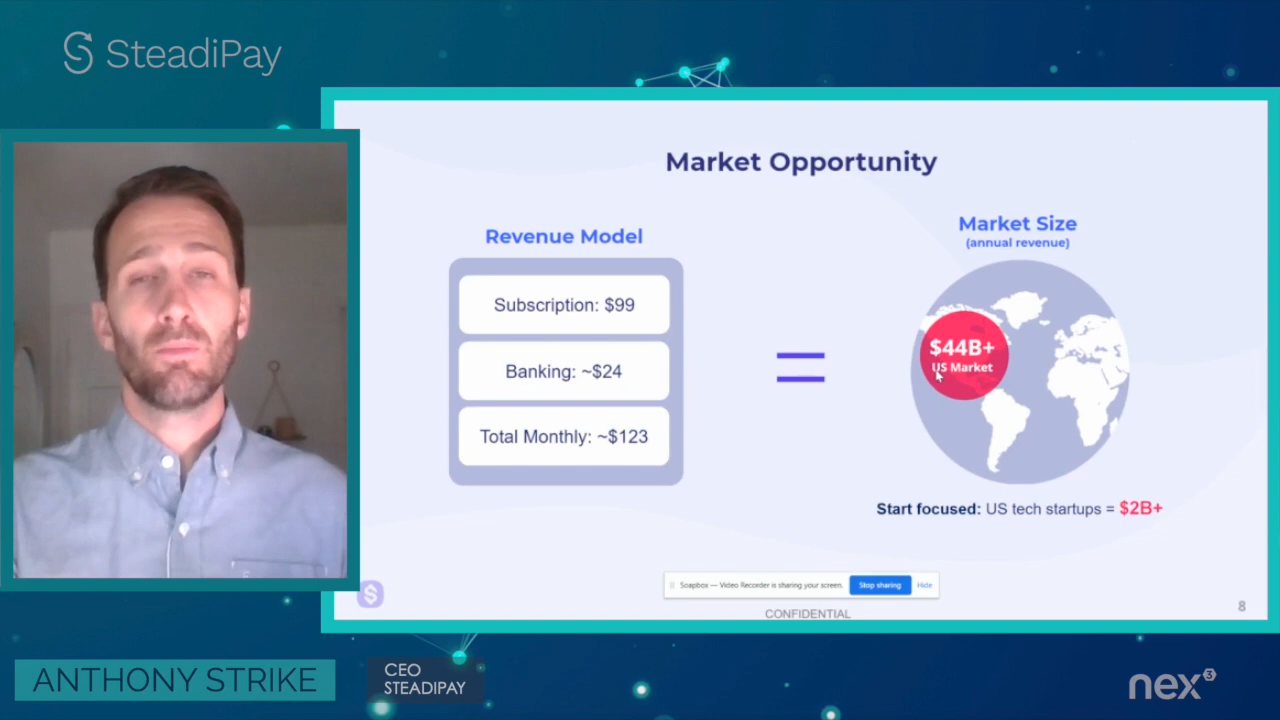 SteadiPay
Market Opportunity
Revenue Model
Subscription: $99
Banking: ~$24
Total Monthly: ~$123
Market Size
(annual revenue)
$44B+
US Market
Start focused: US tech startups = $2B+
Soapbox — Video Recorder is sharing your screen.
Stop sharing
Hide
CONFIDENTIAL
8
ANTHONY STRIKE
CEO
STEADIPAY
nex3